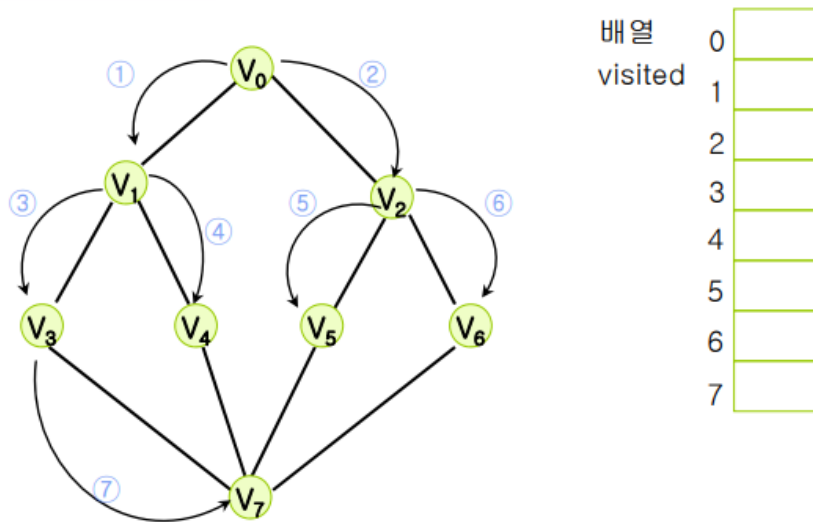 배열
visited
0
1
2
3
4
5
6
7
①
②
V₀
③
V₁
④
⑤
V₂
⑥
V₃
V₄
V₅
V₆
⑦
V₇